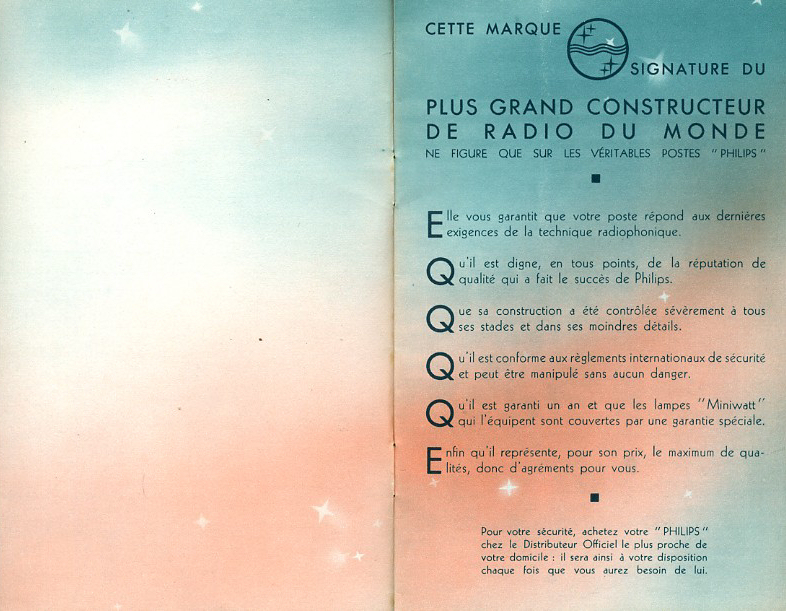 CETTE MARQUE
SIGNATURE DU
PLUS GRAND CONSTRUCTEUR
DE RADIO DU MONDE
NE FIGURE QUE SUR LES VÉRITABLES POSTES "PHILIPS"
Elle vous garantit que votre poste répond aux dernières
exigences de la technique radiophonique.
Qu'il est digne, en tous points, de la réputation de
qualité qui a fait le succès de Philips.
Que sa construction a été contrôlée sévèrement à tous
ses stades et dans ses moindres détails.
Qu'il est conforme aux règlements internationaux de sécurité
et peut être manipulé sans aucun danger.
Qu'il est garanti un an et que les lampes "Miniwatt"
qui l'équipent sont couvertes par une garantie spéciale.
Enfin qu'il représente, pour son prix, le maximum de qua-
lités, donc d'agréments pour vous.
Pour votre sécurité, achetez votre "PHILIPS"
chez le Distributeur Officiel le plus proche de
votre domicile : il sera ainsi à votre disposition
chaque fois que vous aurez besoin de lui.